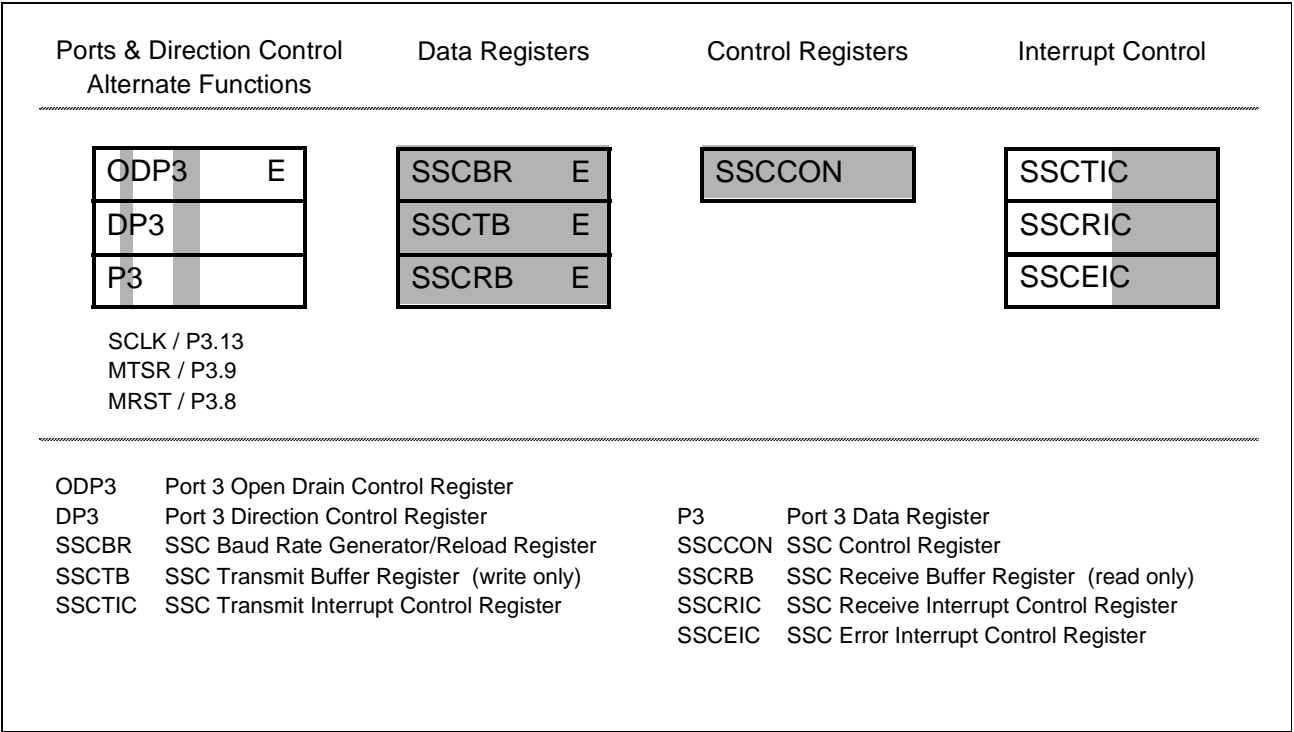 Ports & Direction Control Alternate Functions
Data Registers
Control Registers
Interrupt Control
ODP3 E
DP3
P3
SCLK / P3.13
MTSR / P3.9
MRST / P3.8
SSCBR E
SSCTB E
SSCRB E
SSCCON
SSCTIC
SSCRIC
SSCEIC
ODP3 Port 3 Open Drain Control Register
DP3 Port 3 Direction Control Register
SSCBR SSC Baud Rate Generator/Reload Register
SSCTB SSC Transmit Buffer Register (write only)
SSCTIC SSC Transmit Interrupt Control Register
P3 Port 3 Data Register
SSCCON SSC Control Register
SSCRB SSC Receive Buffer Register (read only)
SSCRIC SSC Receive Interrupt Control Register
SSCEIC SSC Error Interrupt Control Register